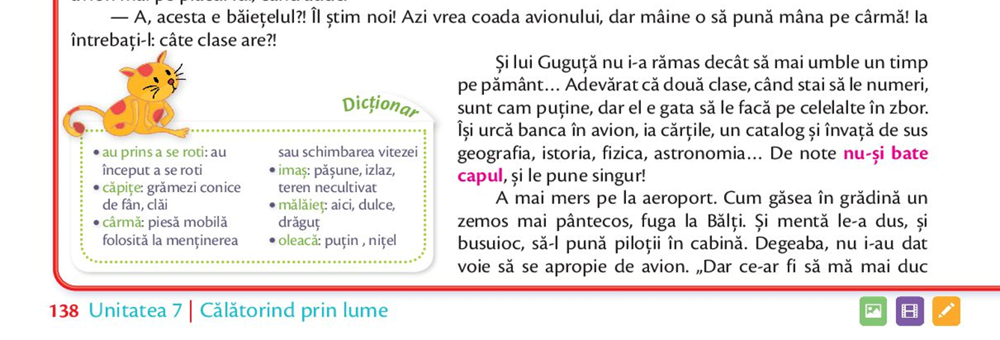 — A, acesta e băiețelul?! Îl știm noi! Azi vrea coada avionului, dar mâine o să pună mâna pe cârmă! Ia
întrebați-l: câte clase are?!
Și lui Guguță nu i-a rămas decât să mai umble un timp
pe pământ… Adevărat că două clase, când stai să le numeri,
sunt cam puține, dar el e gata să le facă pe celelalte în zbor.
Își urcă banca în avion, ia cărțile, un catalog și învață de sus
geografia, istoria, fizica, astronomia… De note nu-și bate
capul, și le pune singur!
A mai mers pe la aeroport. Cum găsea în grădină un
zemos mai pântecos, fuga la Bălți. Și mentă le-a dus, și
busuioc, să-l pună piloții în cabină. Degeaba, nu i-au dat
voie să se apropie de avion. „Dar ce-ar fi să mă mai duc
Dicționar
• au prins a se roti: au
început a se roti
• căpițe: grămezi conice
de fân, clăi
• cârmă: piesă mobilă
folosită la menținerea
sau schimbarea vitezei
• imaș: pășune, izlaz,
teren necultivat
• mălăieț: aici, dulce,
drăguț
• oleacă: puțin , nițel
138 Unitatea 7 | Călătorind prin lume